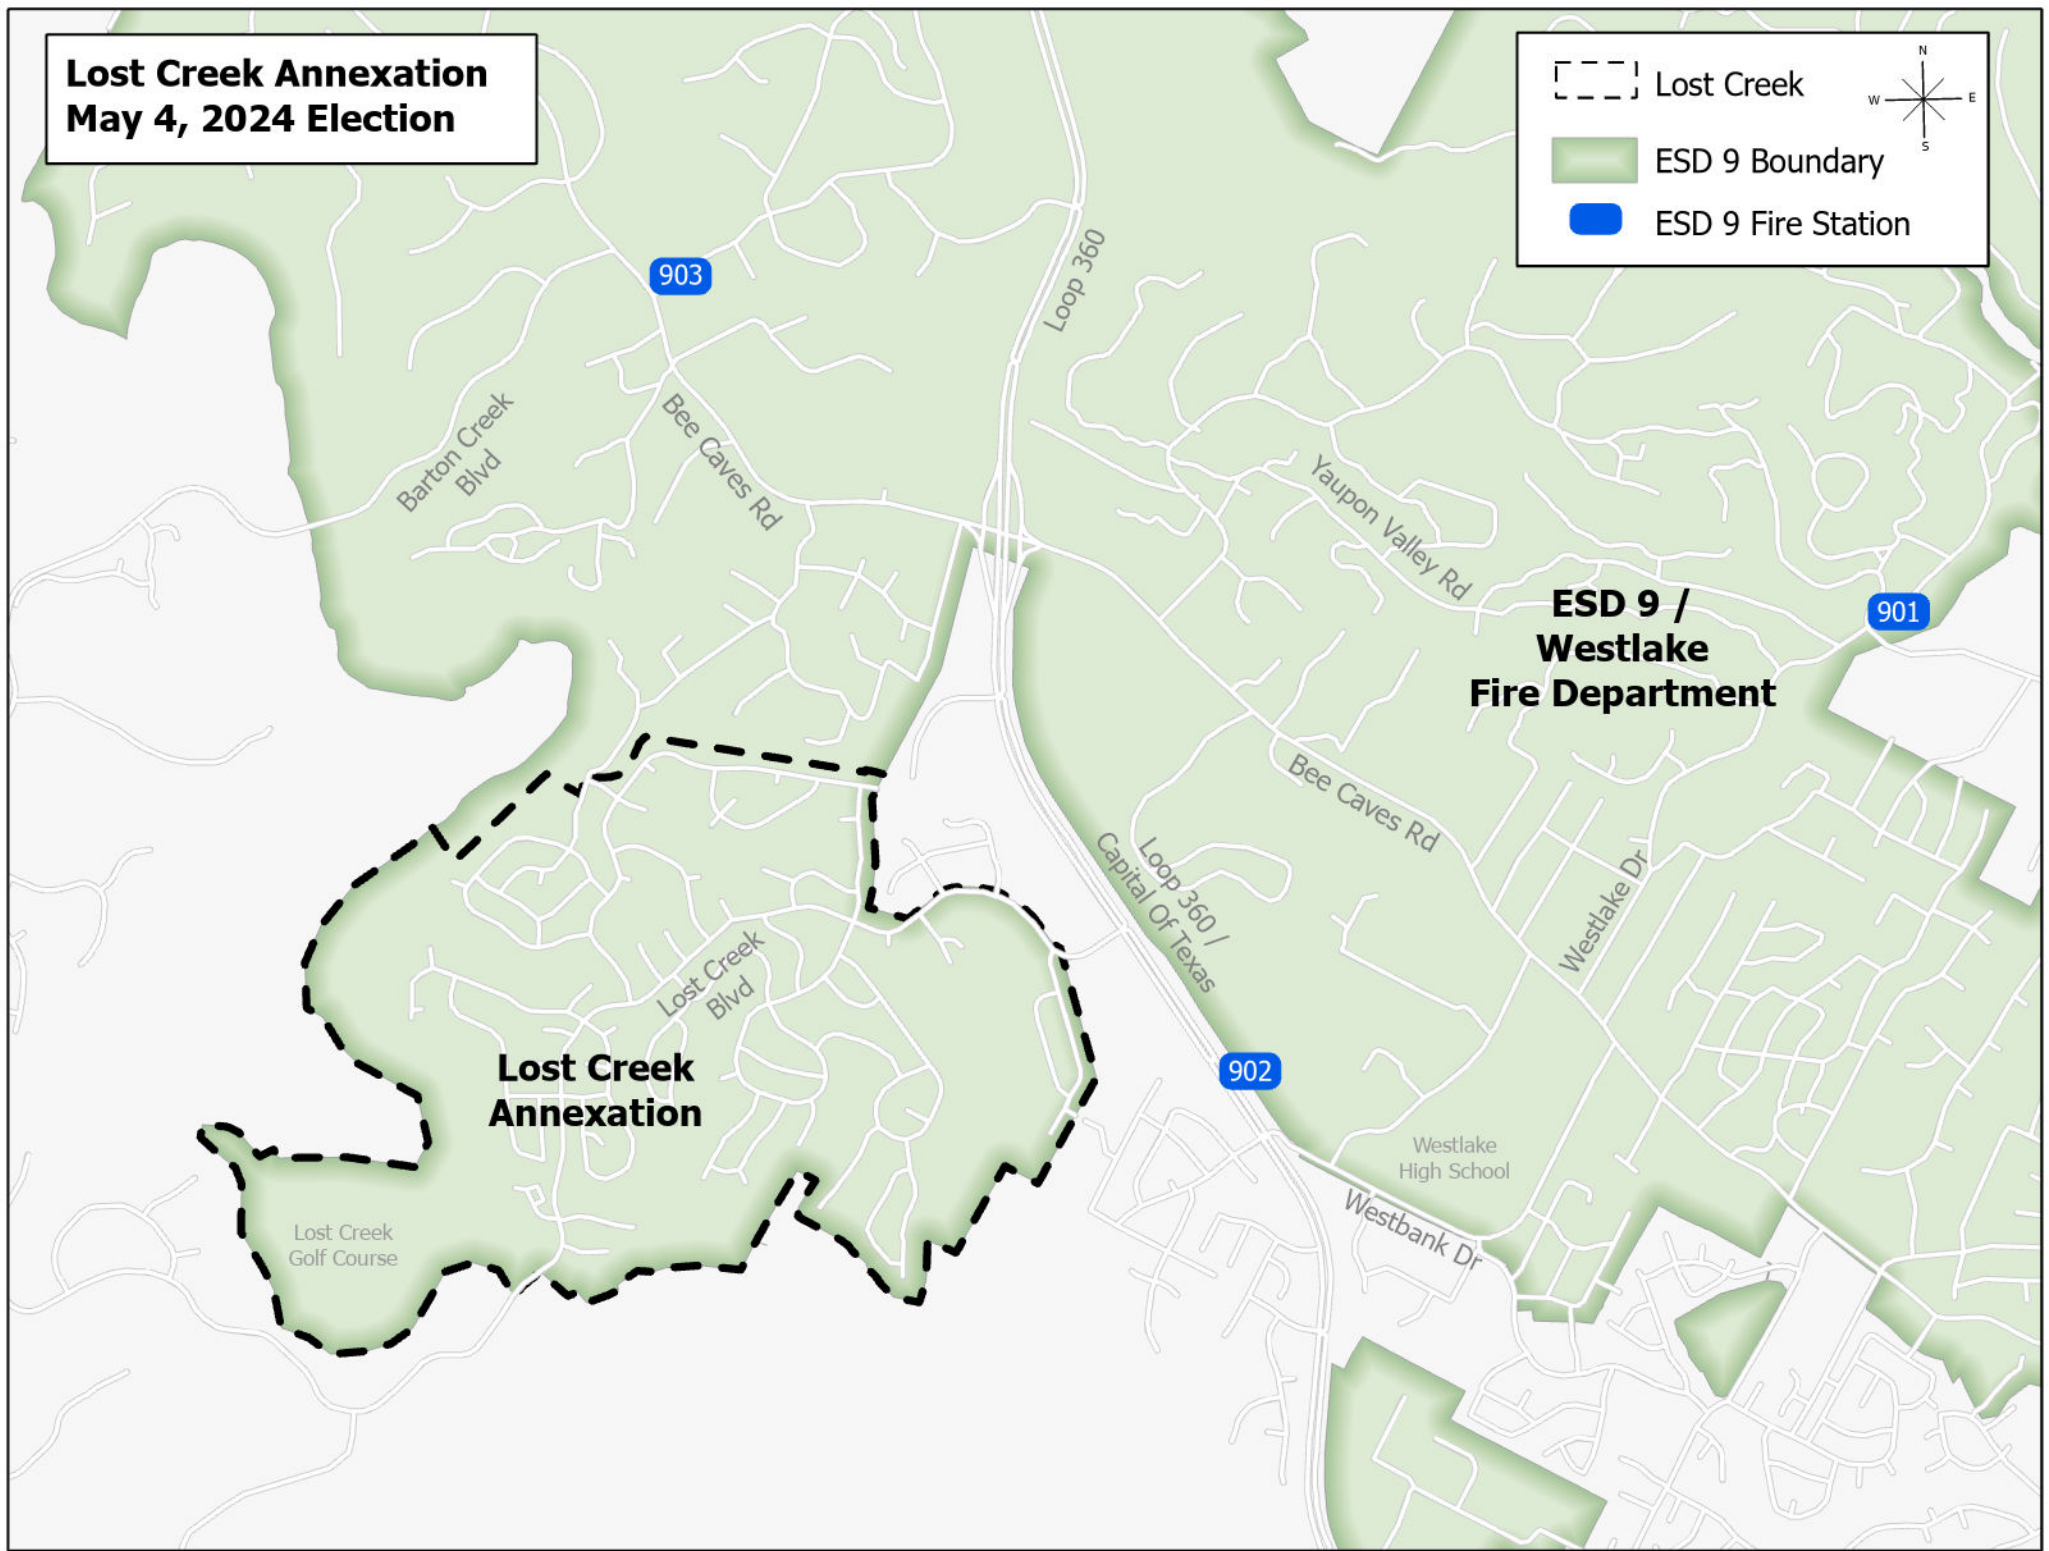 Lost Creek Annexation
May 4, 2024 Election
Lost Creek
ESD 9 Boundary
ESD 9 Fire Station
N
W
E
S
903
Loop 360
Barton Creek
Blvd
Bee Caves Rd
Yaupon Valley Rd
ESD 9 /
Westlake
Fire Department
901
Bee Caves Rd
Loop 360 /
Capital Of Texas
Westlake Dr
Lost Creek
Blvd
Lost Creek
Annexation
902
Westlake
High School
Westbank Dr
Lost Creek
Golf Course